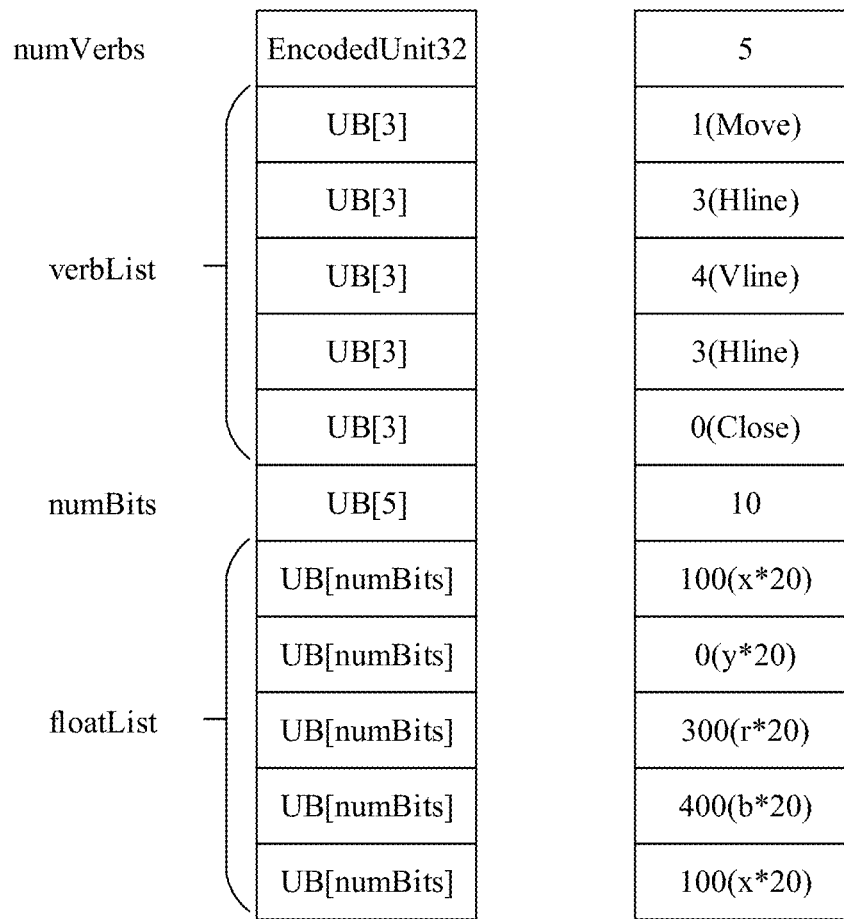 numVerbs EncodedUnit32 5
UB[3] 1(Move)
UB[3] 3(Hline)
verbList UB[3] 4(Vline)
UB[3] 3(Hline)
UB[3] 0(Close)
numBits UB[5] 10
UB[numBits] 100(x*20)
UB[numBits] 0(y*20)
floatList UB[numBits] 300(r*20)
UB[numBits] 400(b*20)
UB[numBits] 100(x*20)